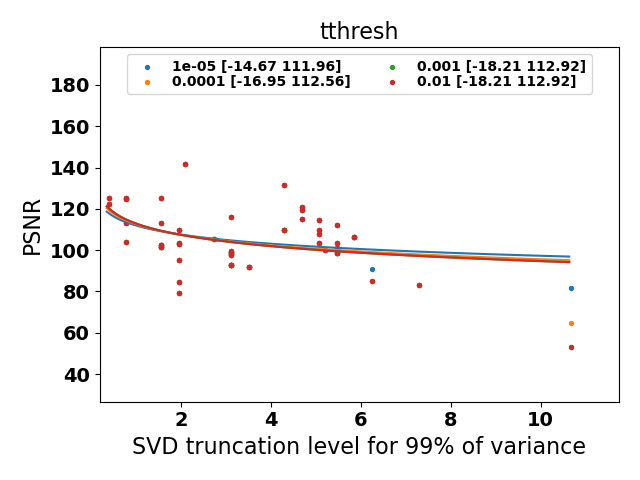 tthresh
1e-05 [-14.67 111.96]
0.0001 [-16.95 112.56]
0.001 [-18.21 112.92]
0.01 [-18.21 112.92]
PSNR
180
160
140
120
100
80
60
40
2 4 6 8 10
SVD truncation level for 99% of variance